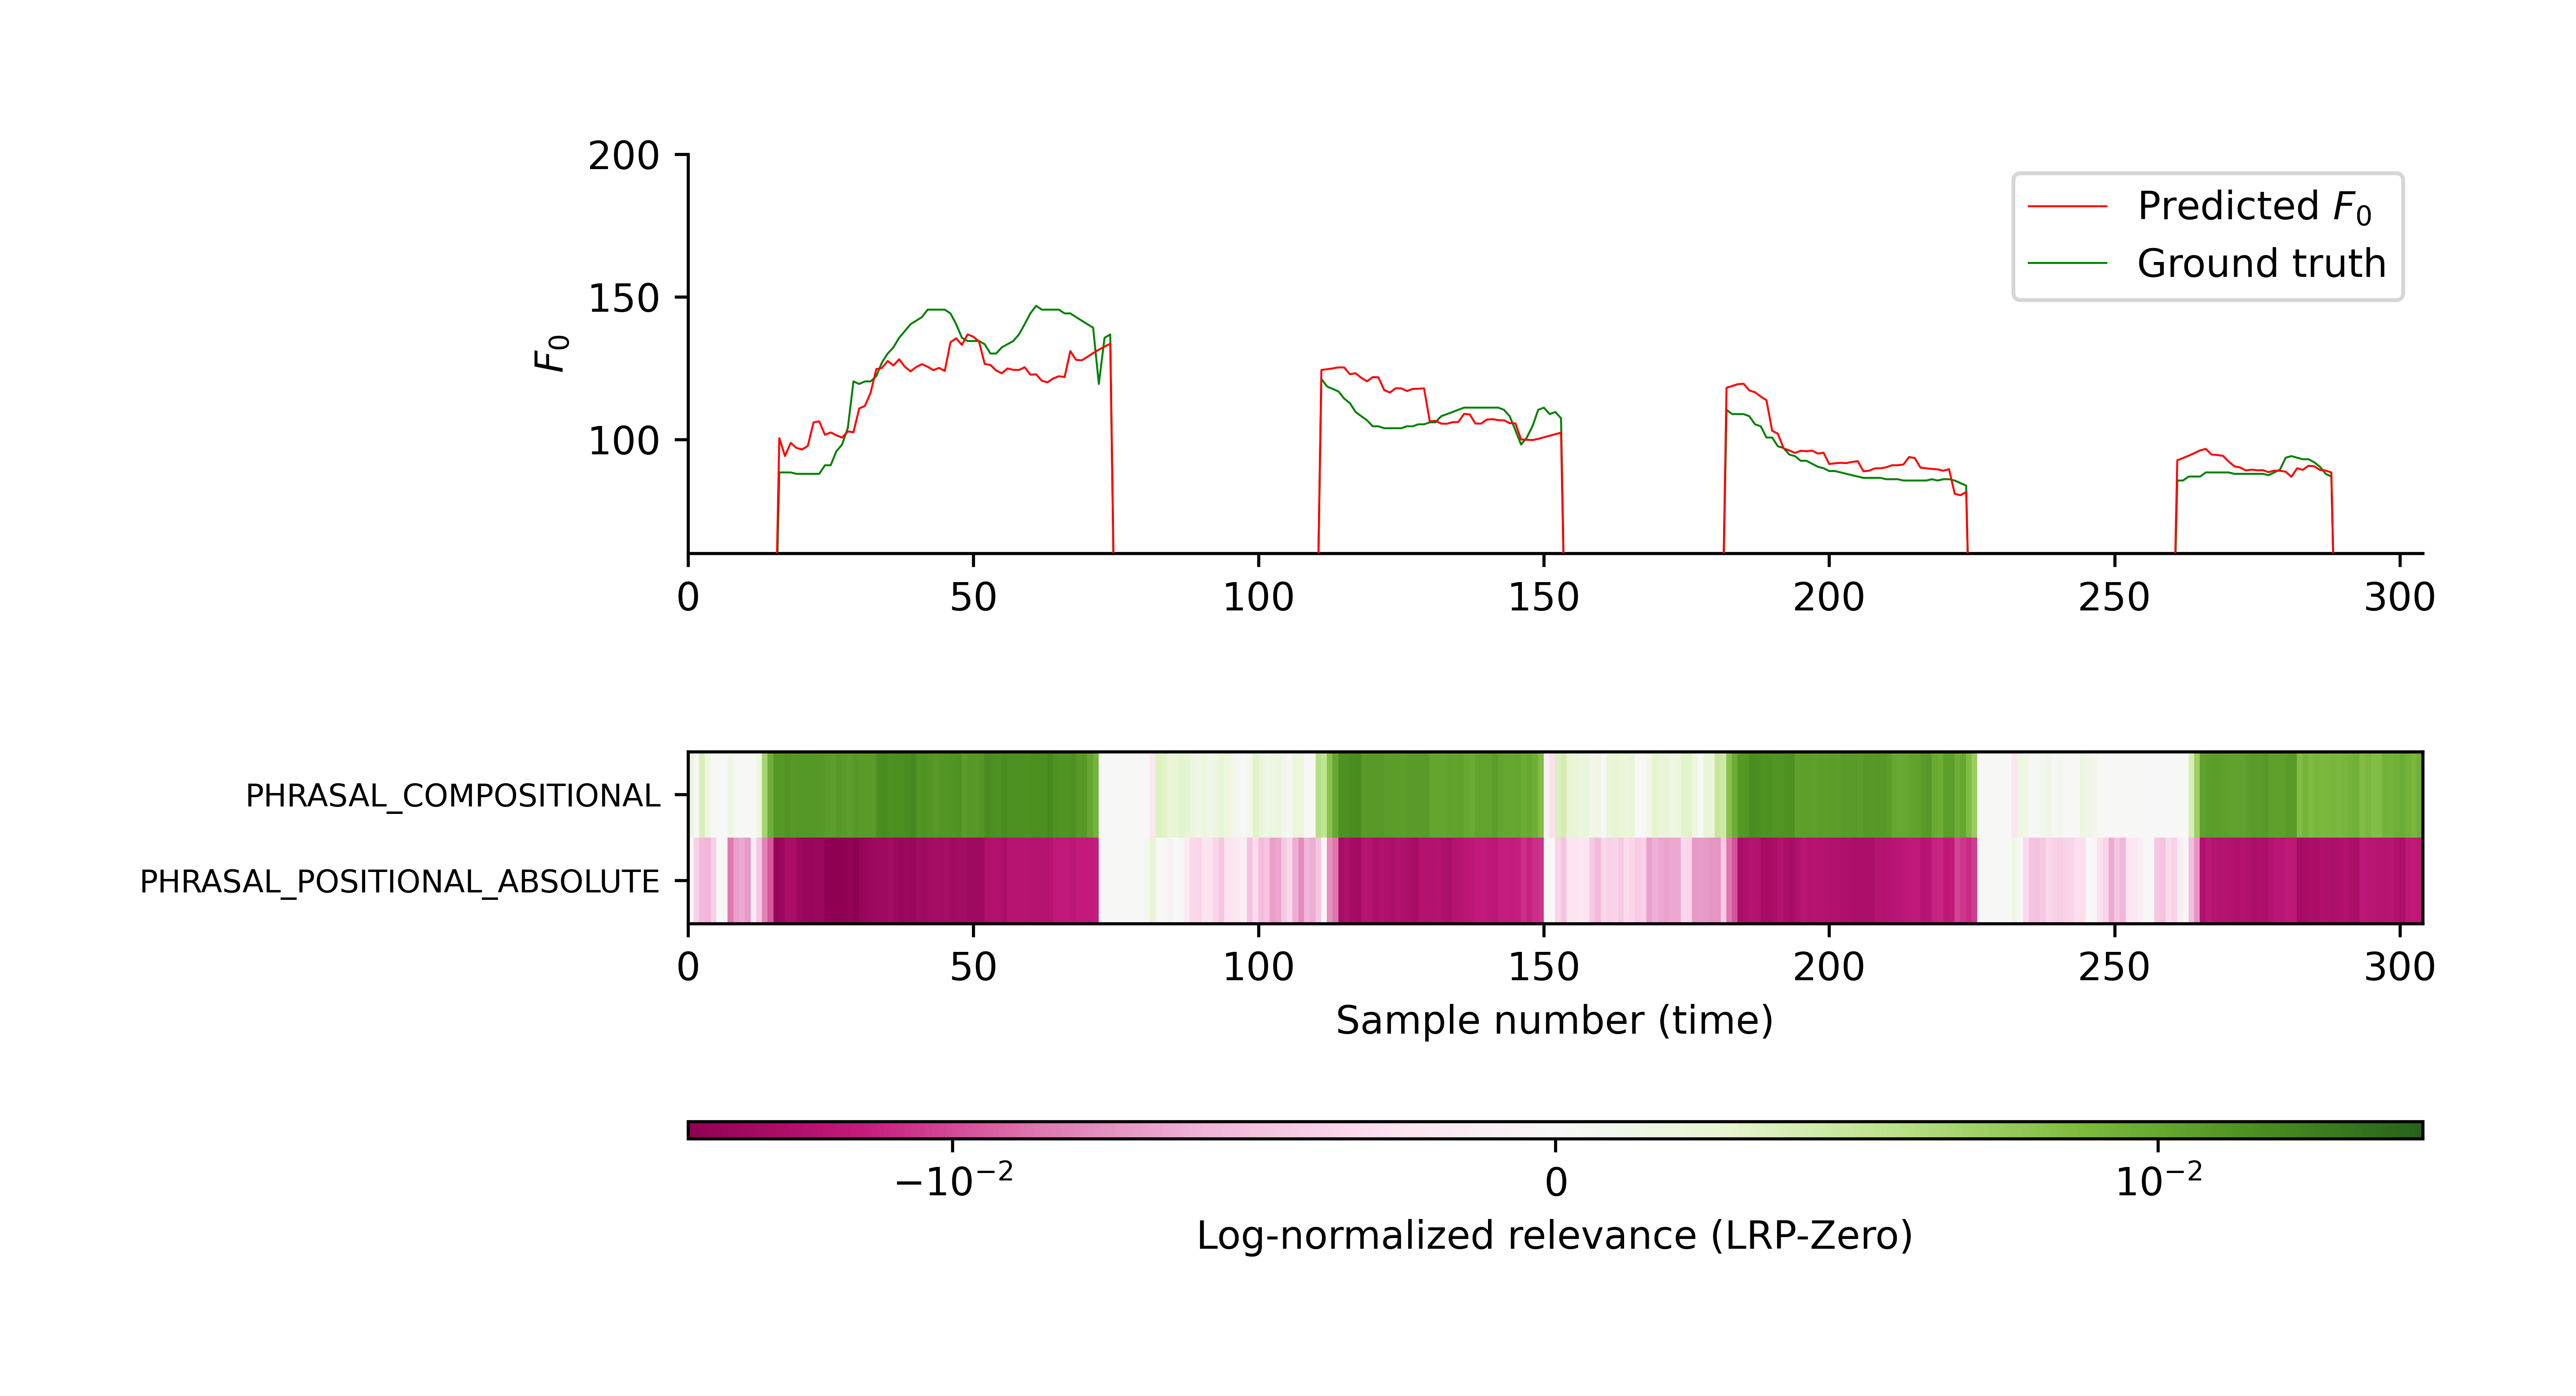 200
150
100
F₀
Predicted F₀
Ground truth
0 50 100 150 200 250 300
PHRASAL_COMPOSITIONAL
PHRASAL_POSITIONAL_ABSOLUTE
0 50 100 150 200 250 300
Sample number (time)
−10⁻² 0 10⁻²
Log-normalized relevance (LRP-Zero)